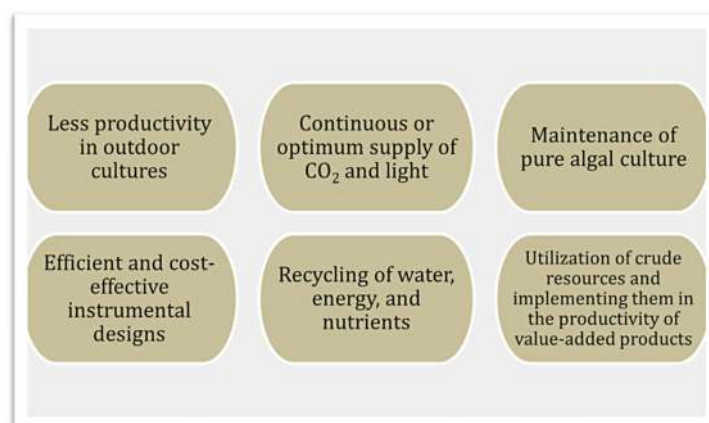 Less productivity
in outdoor
cultures
Continuous or
optimum supply of
CO₂ and light
Maintenance of
pure algal culture
Efficient and cost-
effective
instrumental
designs
Recycling of water,
energy, and
nutrients
Utilization of crude
resources and
implementing them in
the productivity of
value-added products